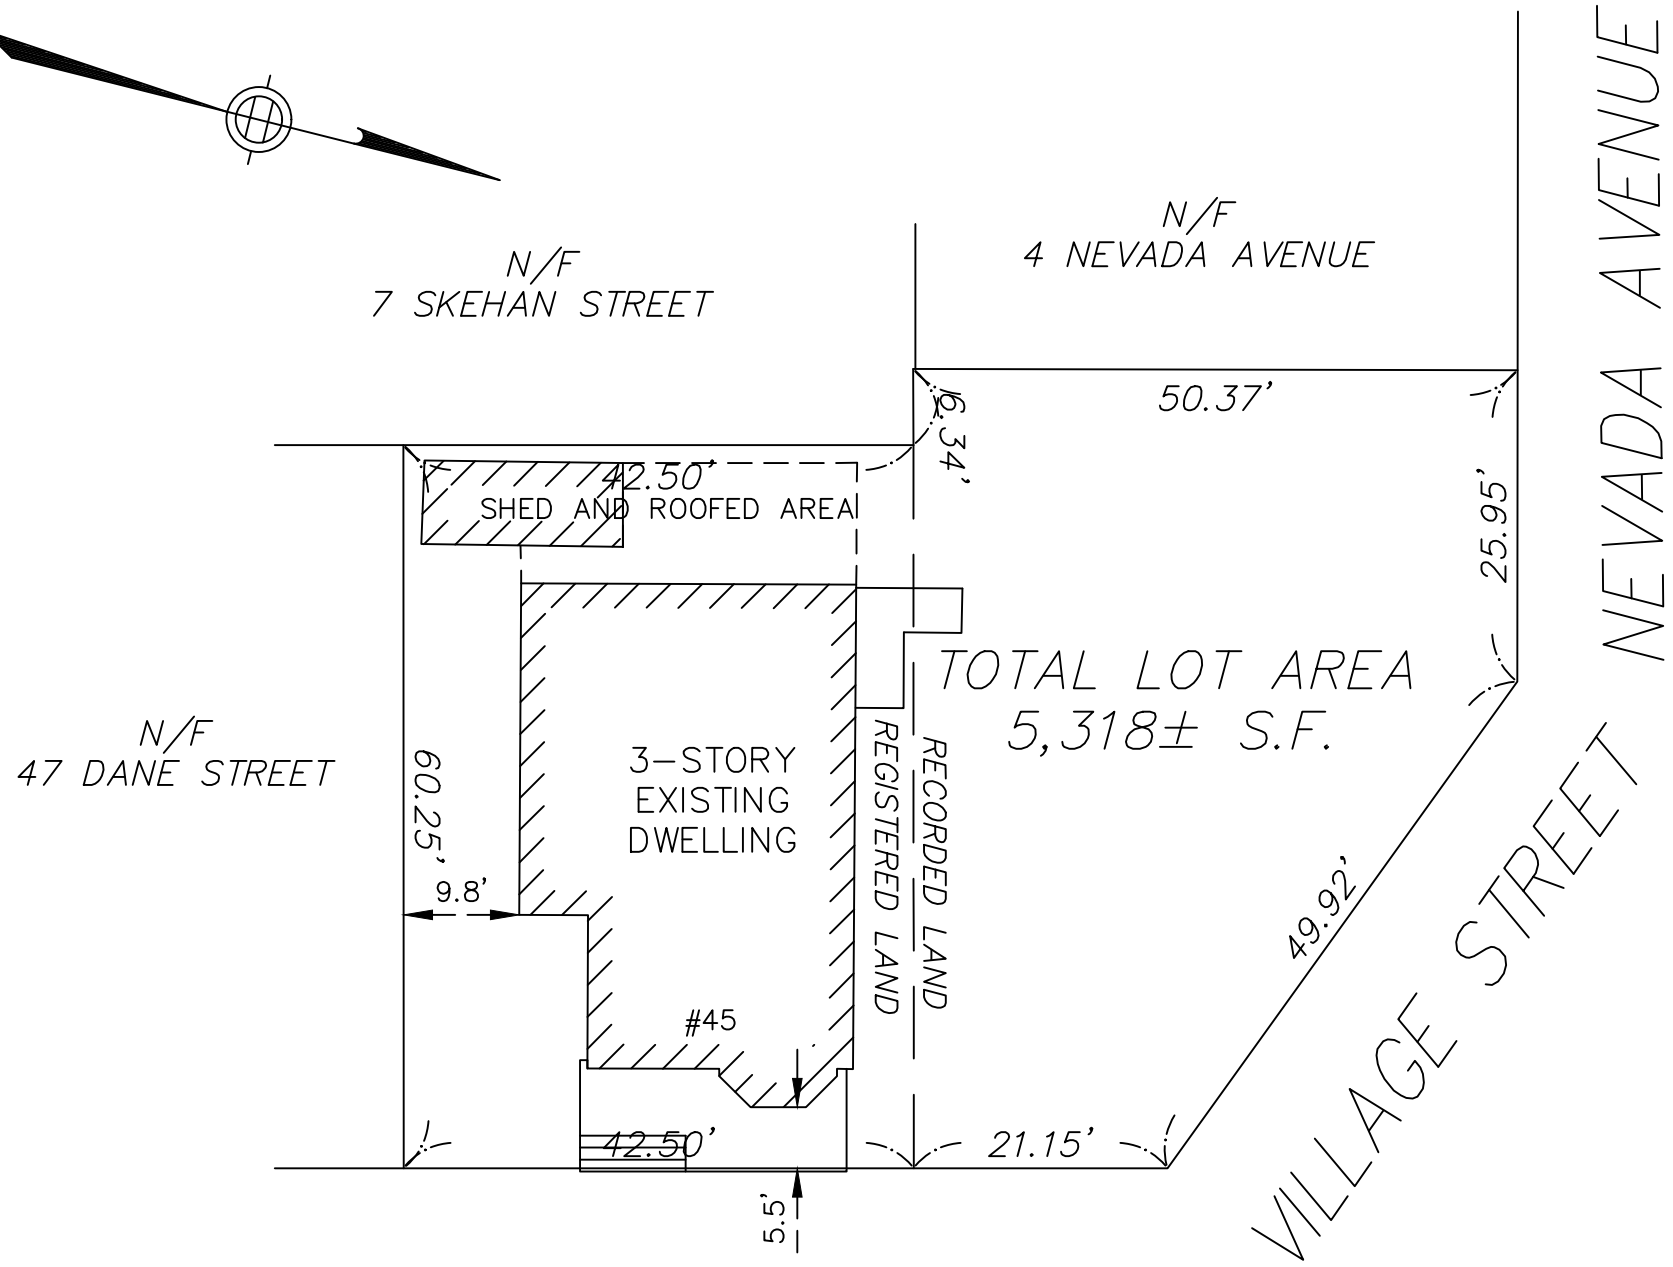 NEVADA AVENUE
N/F
4 NEVADA AVENUE
N/F
7 SKEHAN STREET
50.37'
6.34'
42.50'
SHED AND ROOFED AREA
25.95'
TOTAL LOT AREA
5,318± S.F.
N/F
47 DANE STREET
60.25'
3-STORY
EXISTING
DWELLING
REGISTERED LAND
RECORDED LAND
9.8'
49.92'
VILLAGE STREET
#45
42.50'
21.15'
5.5'